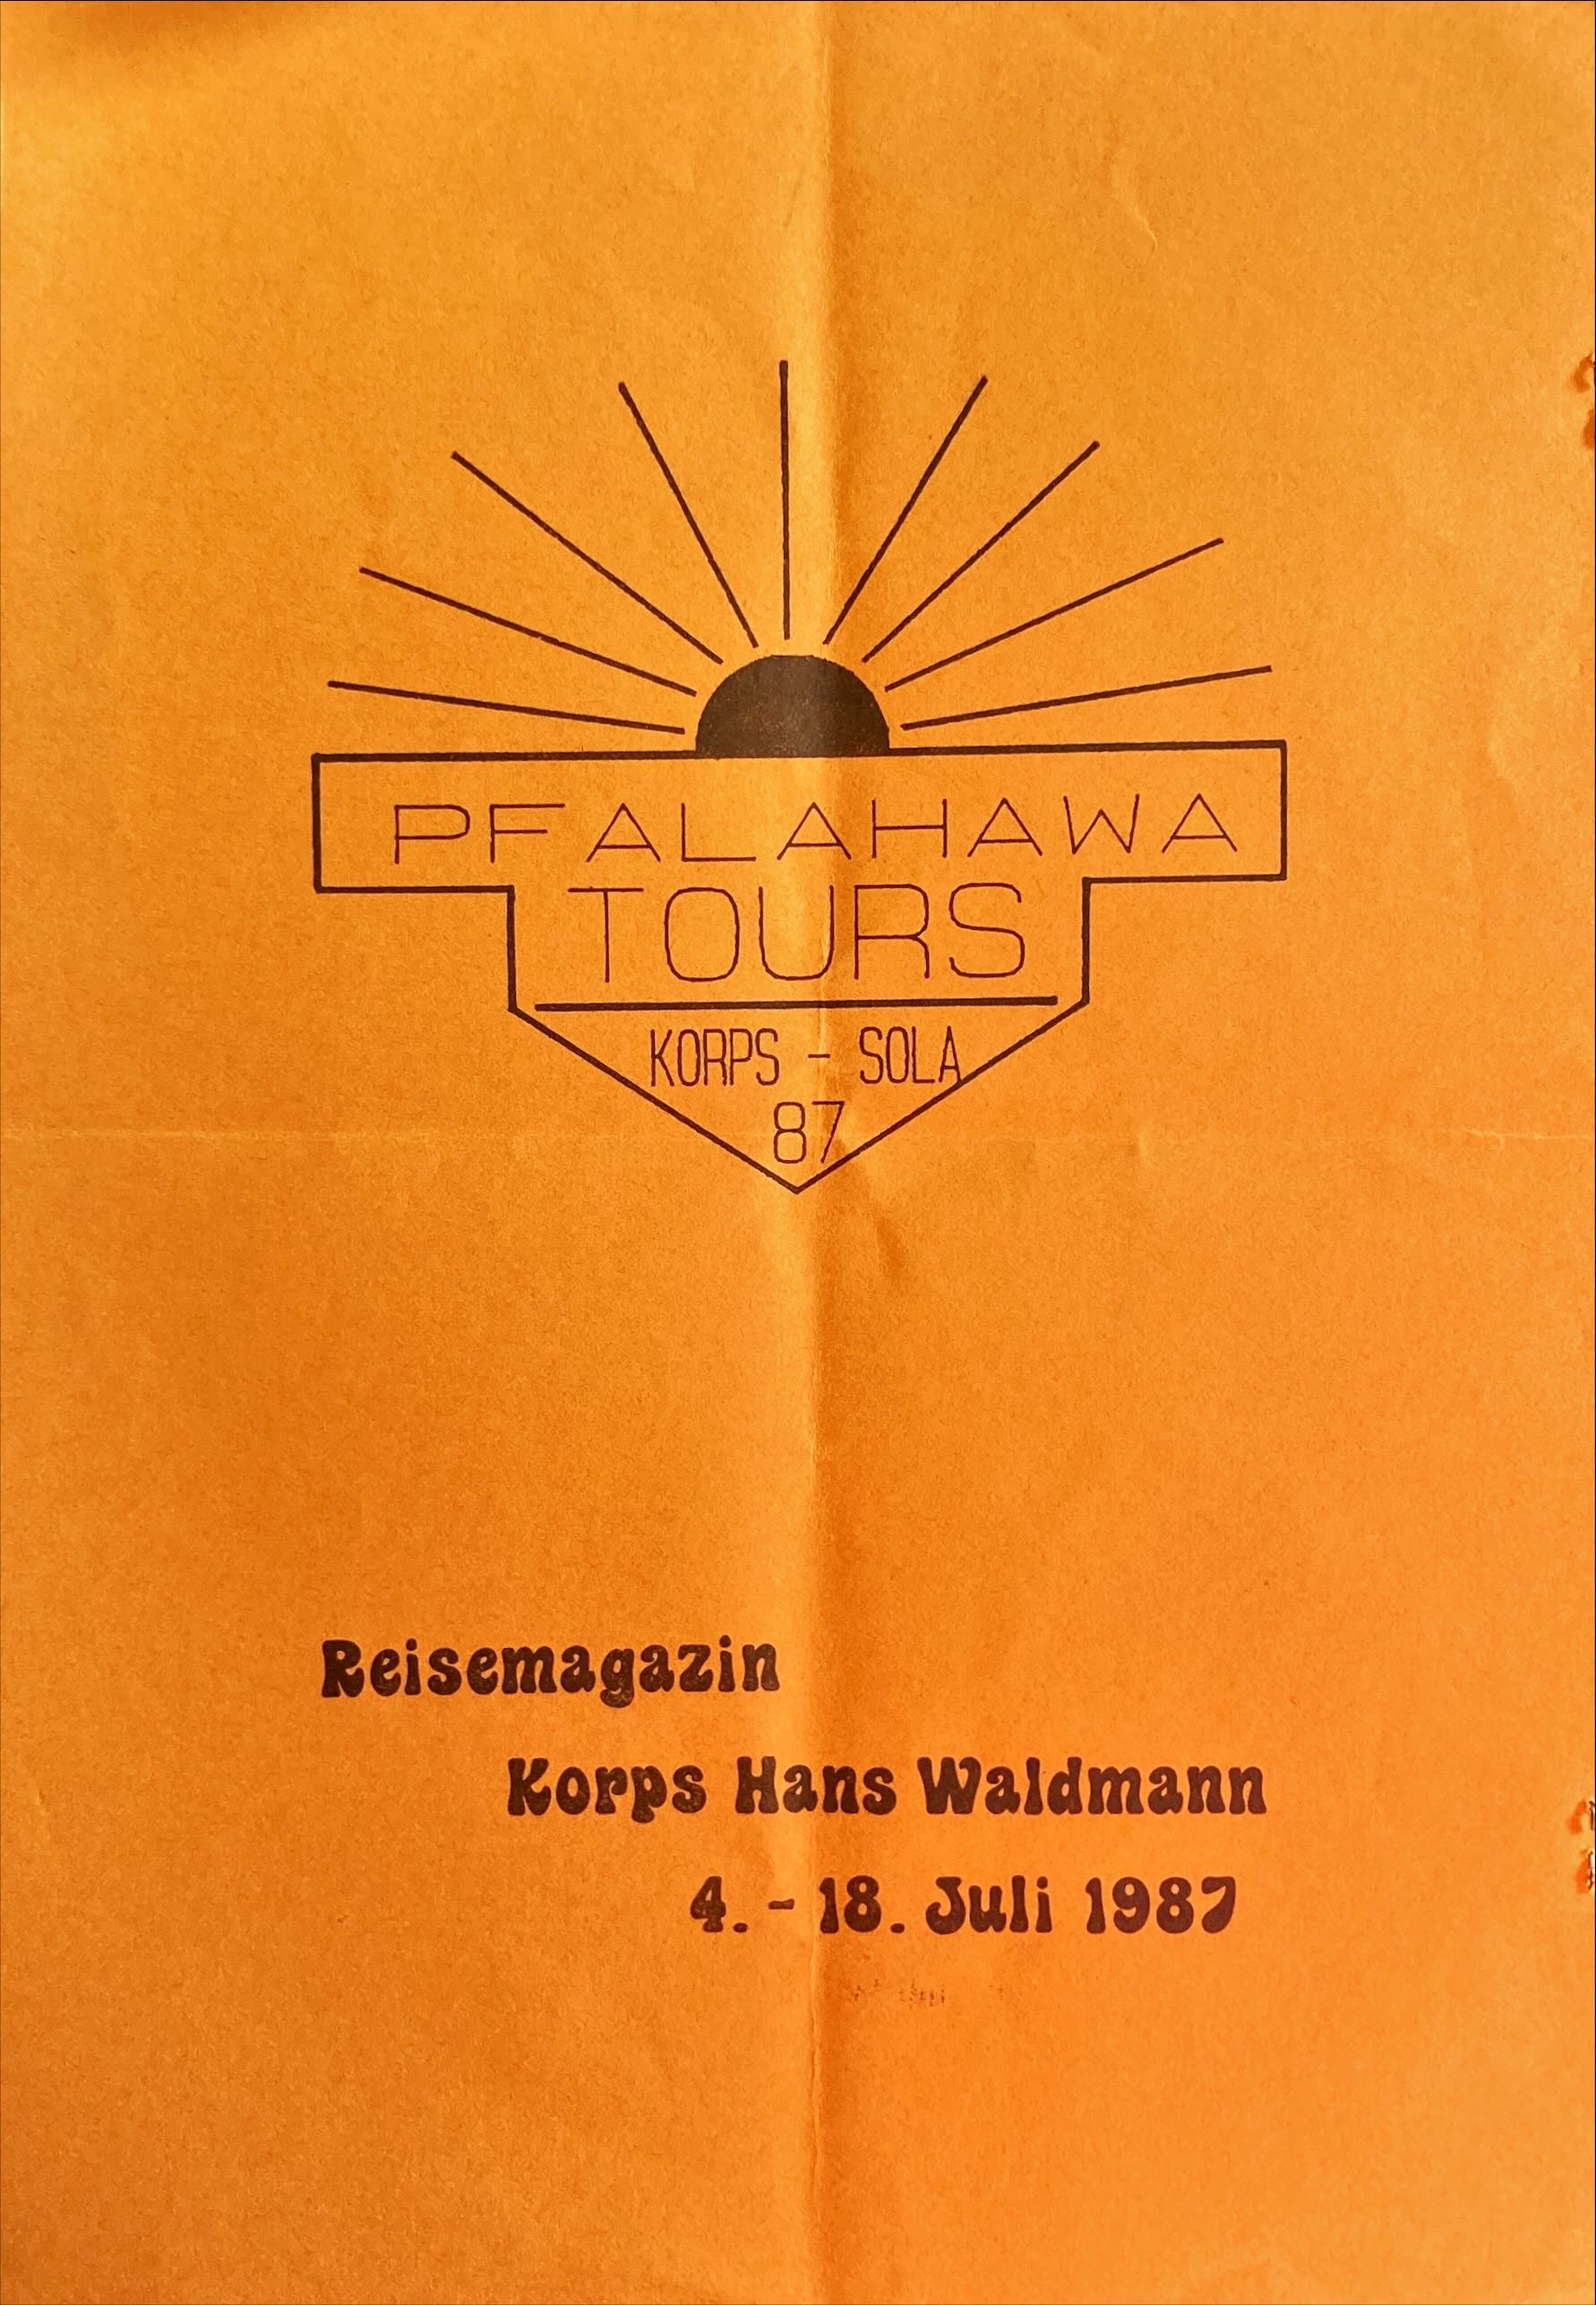 PFALAHAWA
TOURS
KORPS - SOLA
87
Reisemagazin
Korps Hans Waldmann
4. - 18. Juli 1987